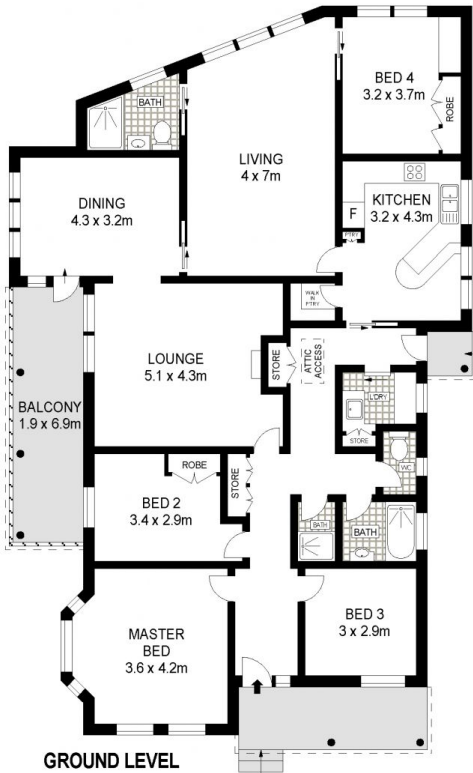 BED 4
3.2 x 3.7m
ROBE
BATH
LIVING
4 x 7m
KITCHEN
3.2 x 4.3m
F
PTRY
DINING
4.3 x 3.2m
WALK
IN
PTRY
LOUNGE
5.1 x 4.3m
STORE
ATTIC
ACCESS
L'DRY
STORE
BALCONY
1.9 x 6.9m
ROBE
STORE
WC
BED 2
3.4 x 2.9m
BATH
BATH
MASTER
BED
3.6 x 4.2m
BED 3
3 x 2.9m
GROUND LEVEL